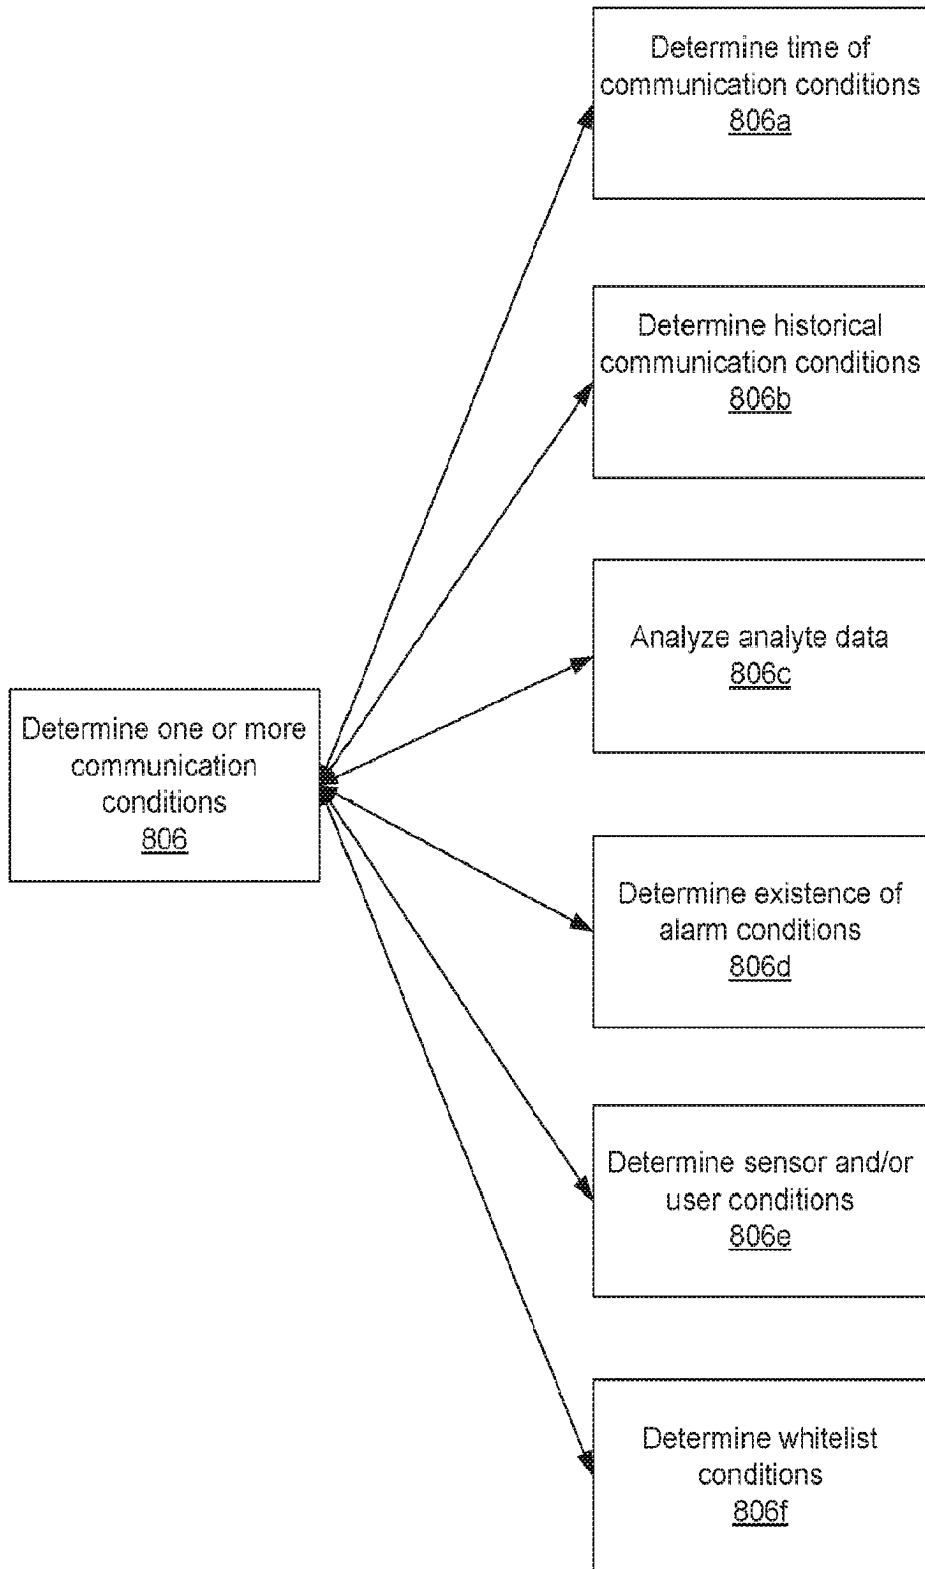 Determine time of
communication conditions
806a
Determine historical
communication conditions
806b
Analyze analyte data
806c
Determine one or more
communication
conditions
806
Determine existence of
alarm conditions
806d
Determine sensor and/or
user conditions
806e
Determine whitelist
conditions
806f